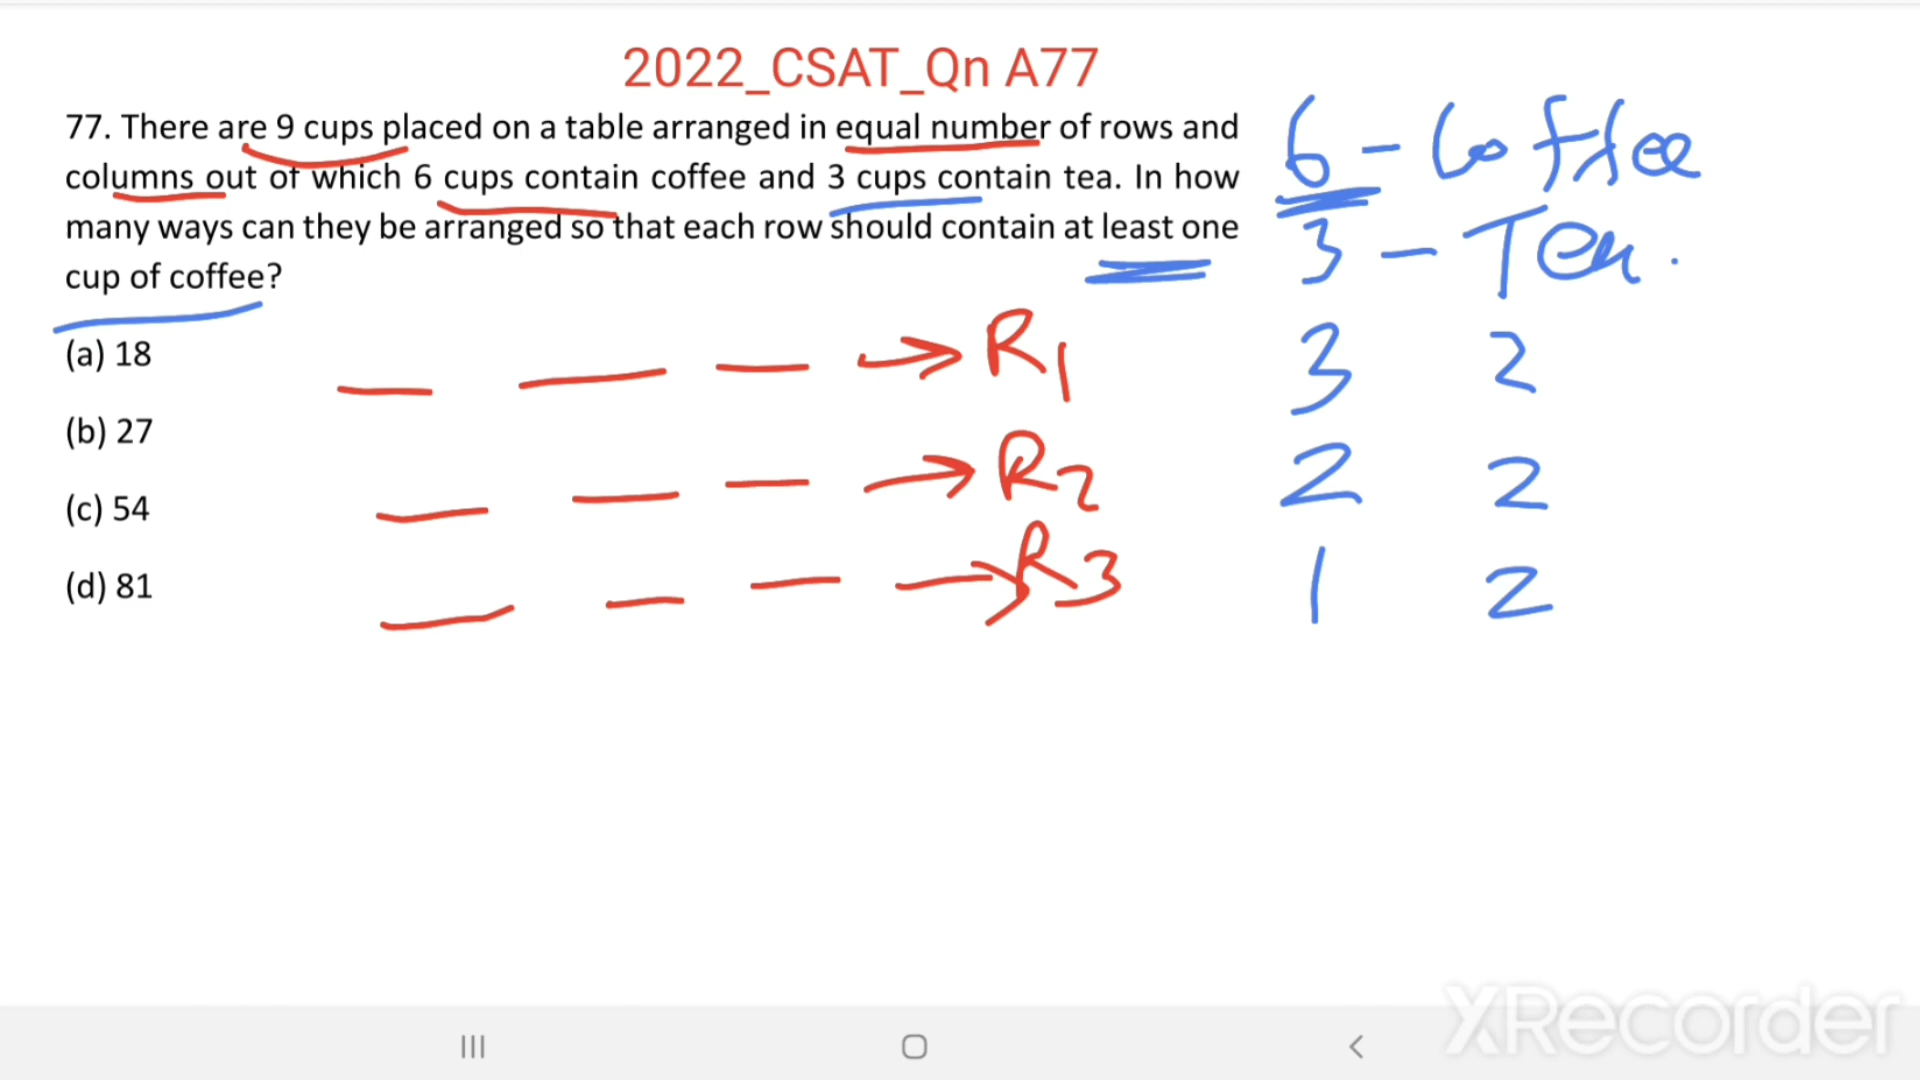 2022_CSAT_Qn A77
77. There are 9 cups placed on a table arranged in equal number of rows and
columns out of which 6 cups contain coffee and 3 cups contain tea. In how
many ways can they be arranged so that each row should contain at least one
cup of coffee?
(a) 18
(b) 27
(c) 54
(d) 81
6 - Coffee
3 - Tea.
R1
3 2
R2
2 2
R3
1 2
XRecorder